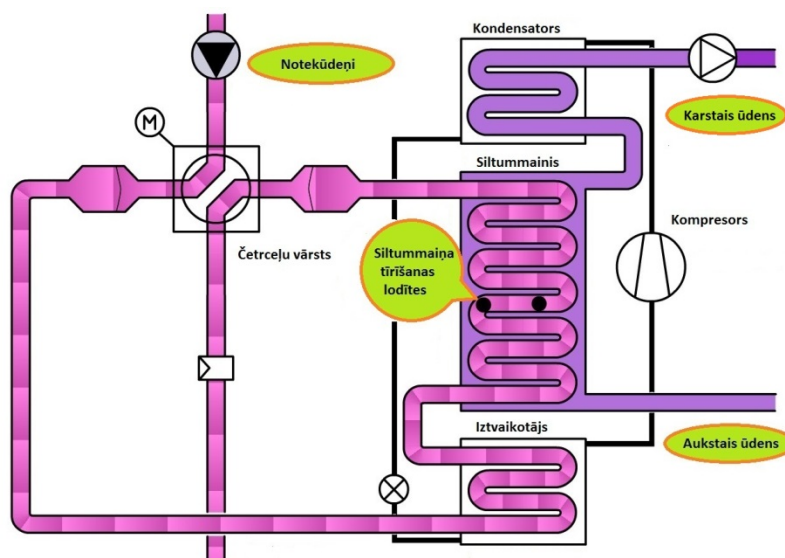 Kondensators
Notekūdeņi
Karstais ūdens
M
Siltummainis
Kompresors
Četrceļu vārsts
Siltummaiņa
tīrīšanas
lodītes
Iztvaikotājs
Aukstais ūdens